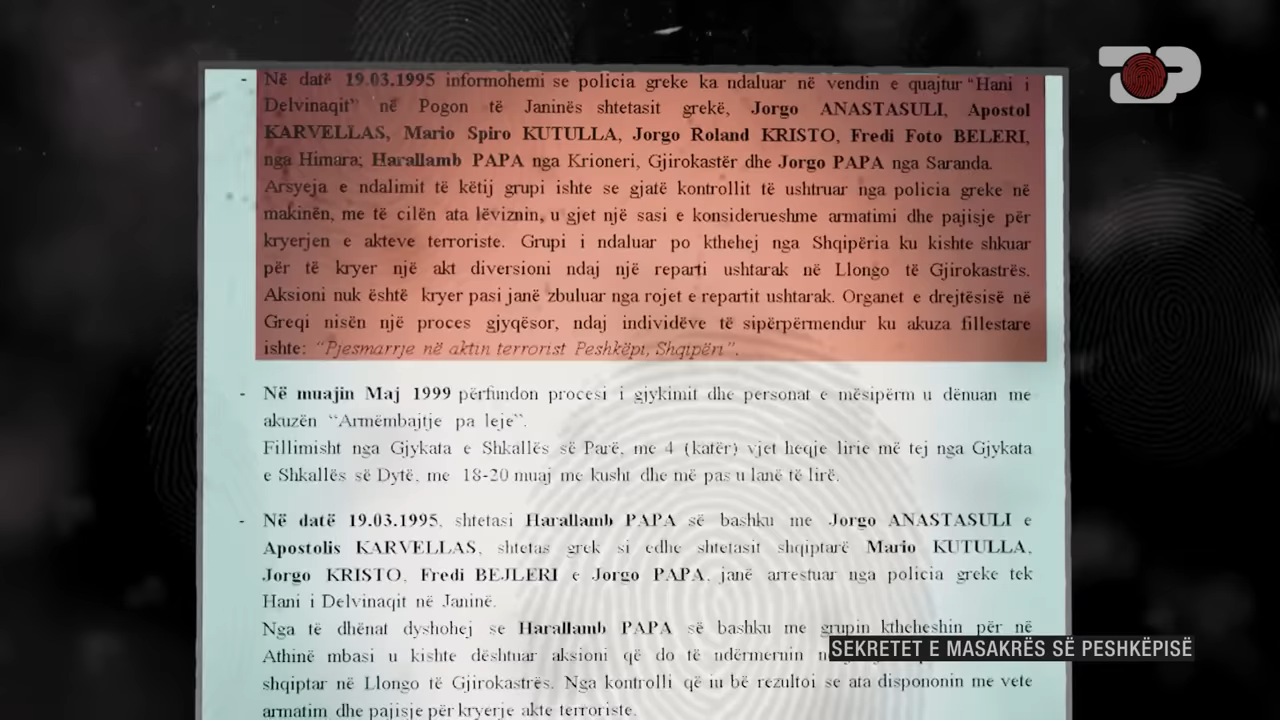 - Në datë 19.03.1995 informohemi se policia greke ka ndaluar në vendin e quajtur "Hani i
Delvinaqit" në Pogon të Janinës shtetasit grekë, Jorgo ANASTASULI, Apostol
KARVELLAS, Mario Spiro KUTULLA, Jorgo Roland KRISTO, Fredi Foto BELERI,
nga Himara; Harallamb PAPA nga Krioneri, Gjirokastër dhe Jorgo PAPA nga Saranda.
Arsyeja e ndalimit të këtij grupi ishte se gjatë kontrollit të ushtruar nga policia greke në
makinën, me të cilën ata lëviznin, u gjet një sasi e konsiderueshme armatimi dhe pajisje për
kryerjen e akteve terroriste. Grupi i ndaluar po kthehej nga Shqipëria ku kishte shkuar
për të kryer një akt diversioni ndaj një reparti ushtarak në Llongo të Gjirokastrës.
Aksioni nuk është kryer pasi janë zbuluar nga rojet e repartit ushtarak. Organet e drejtësisë në
Greqi nisën një proces gjyqësor, ndaj individëve të sipërpërmendur ku akuza fillestare
ishte: "Pjesmarrje në aktin terrorist Peshkëpi, Shqipëri".
- Në muajin Maj 1999 përfundon procesi i gjykimit dhe personat e mësipërm u dënuan me
akuzën "Armëmbajtje pa leje".
Fillimisht nga Gjykata e Shkallës së Parë, me 4 (katër) vjet heqje lirie më tej nga Gjykata
e Shkallës së Dytë, me 18-20 muaj me kusht dhe më pas u lanë të lirë.
- Në datë 19.03.1995, shtetasi Harallamb PAPA së bashku me Jorgo ANASTASULI e
Apostolis KARVELLAS, shtetas grek si edhe shtetasit shqiptarë Mario KUTULLA,
Jorgo KRISTO, Fredi BEJLERI e Jorgo PAPA, janë arrestuar nga policia greke tek
Hani i Delvinaqit në Janinë.
Nga të dhënat dyshohej se Harallamb PAPA së bashku me grupin ktheheshin për në
Athinë mbasi u kishte dështuar aksioni që do të ndërmernin
shqiptar në Llongo të Gjirokastrës. Nga kontrolli që iu bë rezultoi se ata disponomin me vete
armatim dhe pajisje për kryerje akte terroriste.
SEKRETET E MASAKRËS SË PESHKËPISË